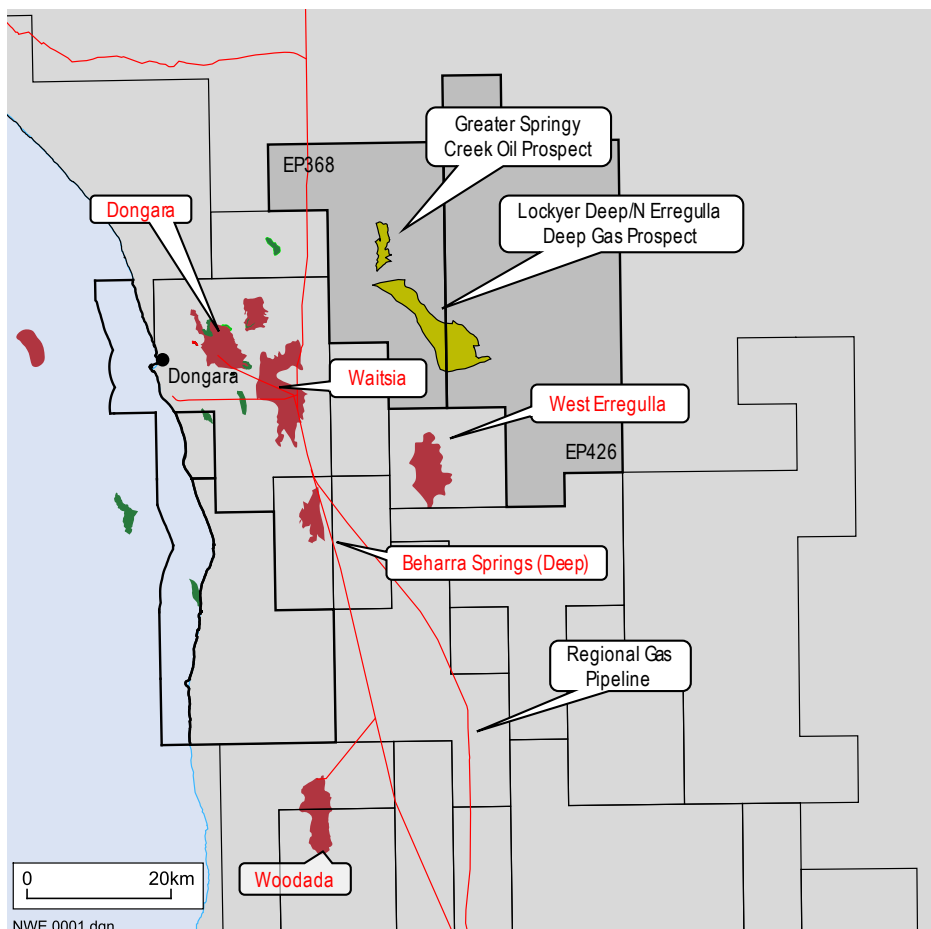 Greater Springy
Creek Oil Prospect
EP368
Dongara
Lockyer Deep/N Erregulla
Deep Gas Prospect
Dongara
Waitsia
West Erregulla
EP426
Beharra Springs (Deep)
Regional Gas
Pipeline
Woodada
0 20km
NWE 0001.dgn